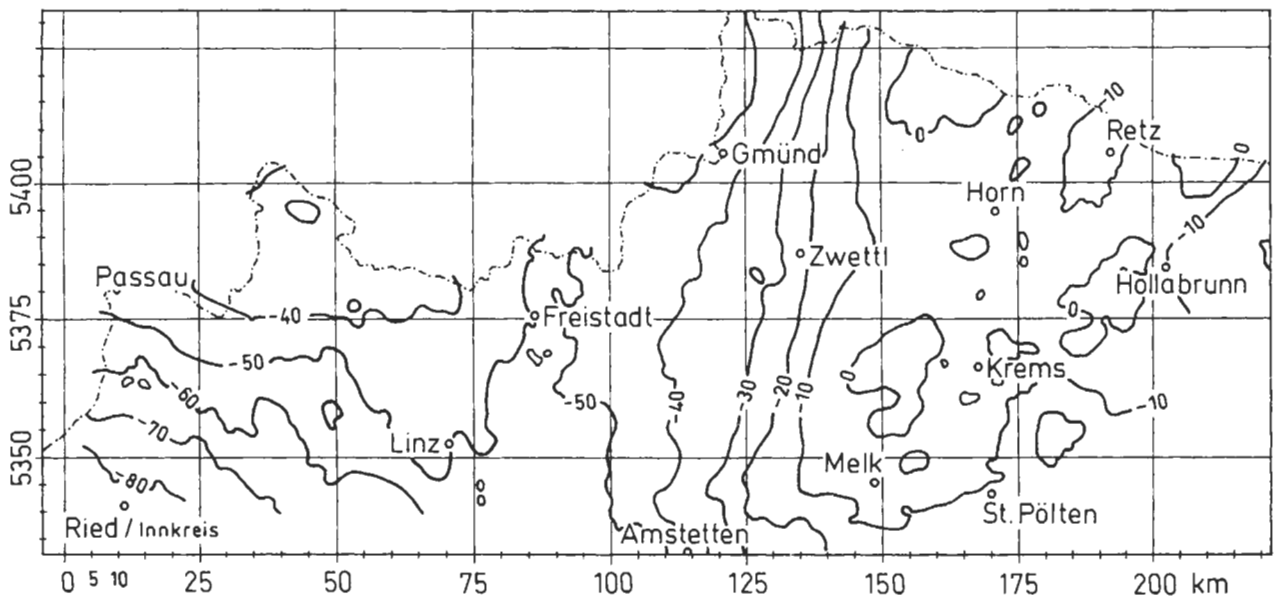 10
Retz
Gmünd
0
0
5400
Horn
-10
Zwettl
Passau
Hollabrunn
-40
Freistadt
0
5375
-50
Krems
0
-60
-50
-40
-30
-20
-10
-10
-70
Linz
5350
Melk
-80
Ried / Innkreis
Amstetten
St. Pölten
0 5 10 25 50 75 100 125 150 175 200 km